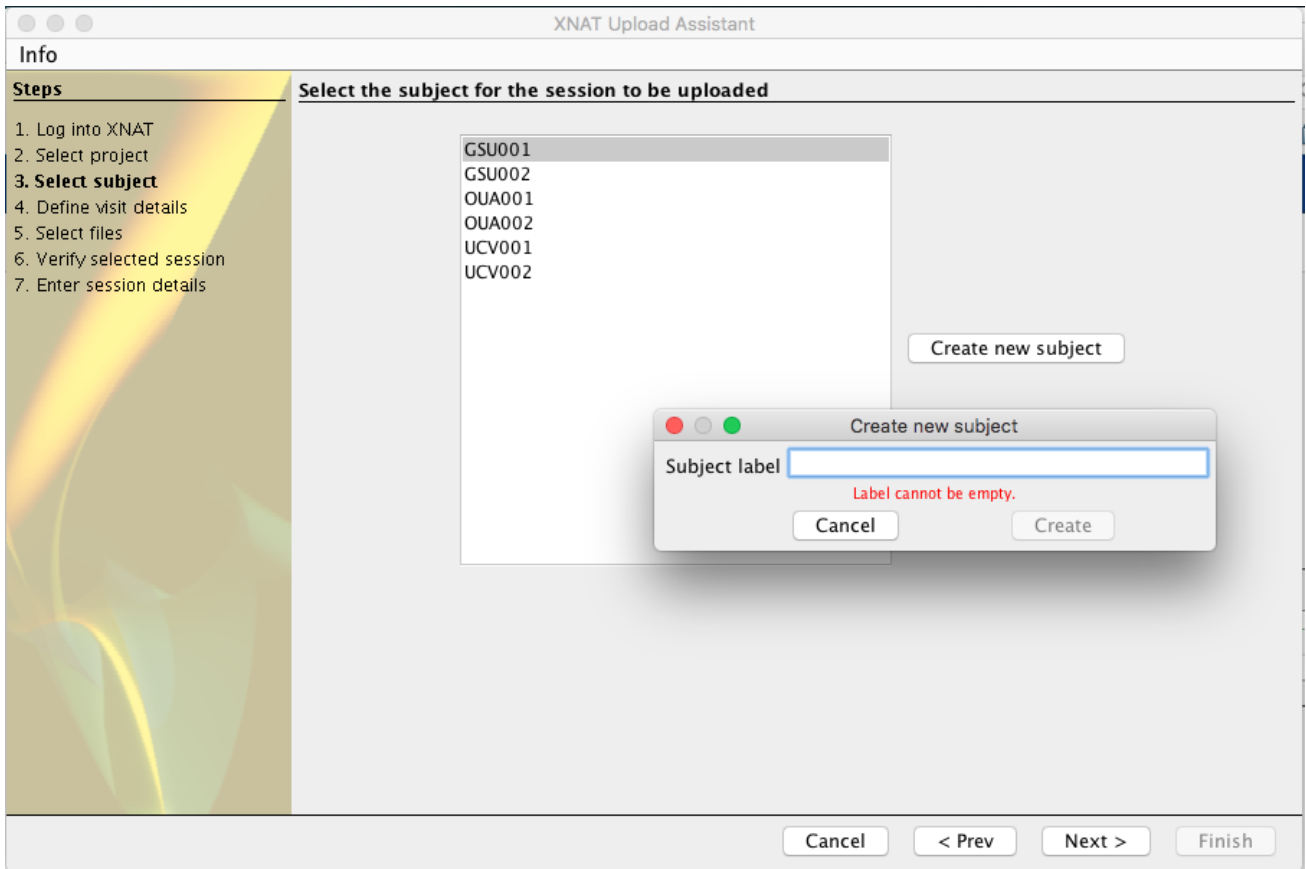 XNAT Upload Assistant
Info
Steps
1. Log into XNAT
2. Select project
3. Select subject
4. Define visit details
5. Select files
6. Verify selected session
7. Enter session details
Select the subject for the session to be uploaded
GSU001
GSU002
OUA001
OUA002
UCV001
UCV002
Create new subject
Create new subject
Subject label
Label cannot be empty.
Cancel Create
Cancel < Prev Next > Finish